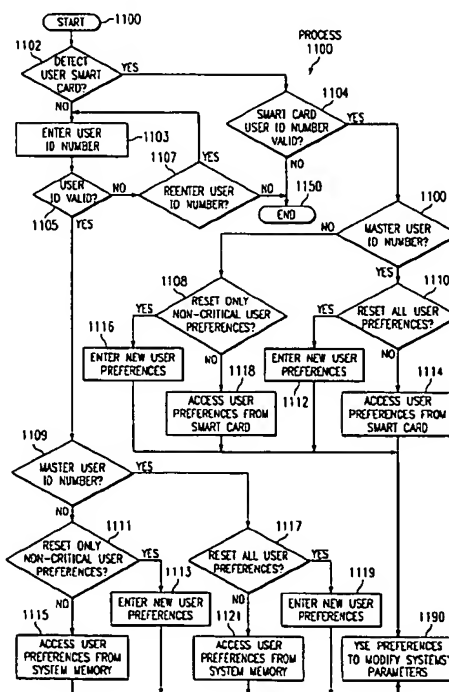 START
1100
1102
DETECT
USER SMART
CARD?
YES
NO
PROCESS
1100
1104
SMART CARD
USER ID NUMBER
VALID?
YES
NO
ENTER USER
ID NUMBER
1103
1107
YES
REENTER USER
ID NUMBER?
NO
USER
ID VALID?
NO
1105
YES
END
1150
1100
MASTER USER
ID NUMBER?
NO
YES
1108
RESET ONLY
NON-CRITICAL USER
PREFERENCES?
YES
NO
1110
RESET ALL USER
PREFERENCES?
YES
NO
1116
ENTER NEW USER
PREFERENCES
ENTER NEW USER
PREFERENCES
1112
1118
ACCESS USER
PREFERENCES FROM
SMART CARD
1114
ACCESS USER
PREFERENCES FROM
SMART CARD
1109
MASTER USER
ID NUMBER?
YES
NO
1111
RESET ONLY
NON-CRITICAL USER
PREFERENCES?
YES
NO
1117
RESET ALL USER
PREFERENCES?
YES
NO
1113
ENTER NEW USER
PREFERENCES
1119
ENTER NEW USER
PREFERENCES
1115
ACCESS USER
PREFERENCES FROM
SYSTEM MEMORY
1121
ACCESS USER
PREFERENCES FROM
SYSTEM MEMORY
1190
YSE PREFERENCES
TO MODIFY SYSTEMS'
PARAMETERS